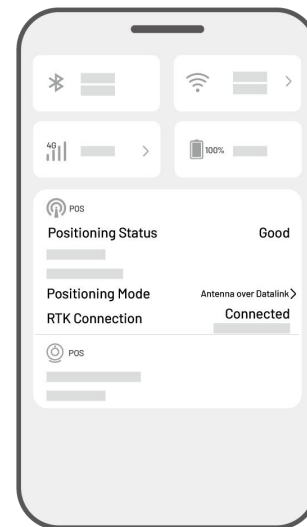 4G
100%
POS
Positioning Status Good
Positioning Mode Antenna over Datalink
RTK Connection Connected
POS